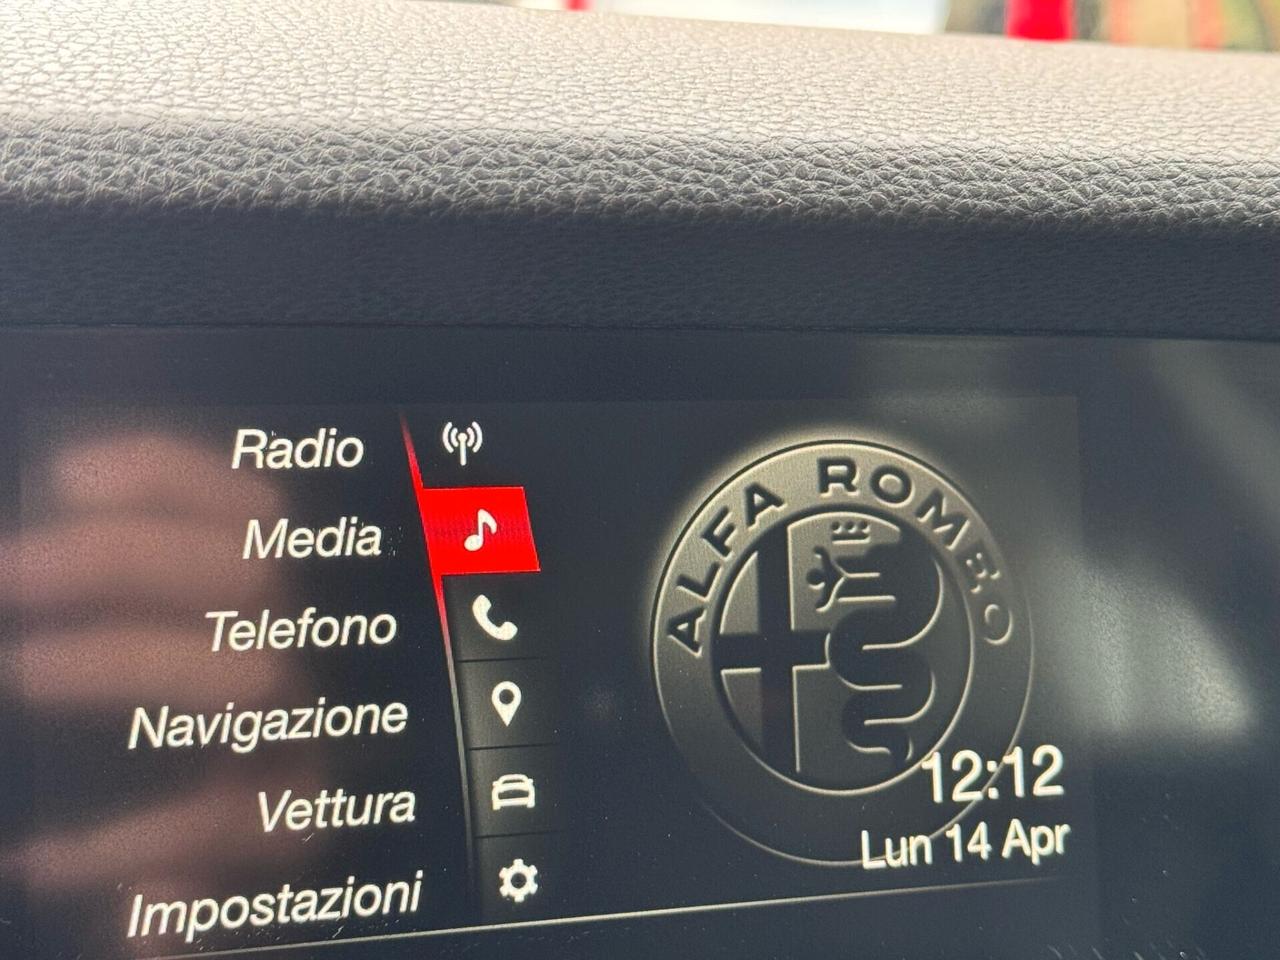 Radio
Media
Telefono
Navigazione
Vettura
Impostazioni
ALFA ROMEO
12:12
Lun 14 Apr